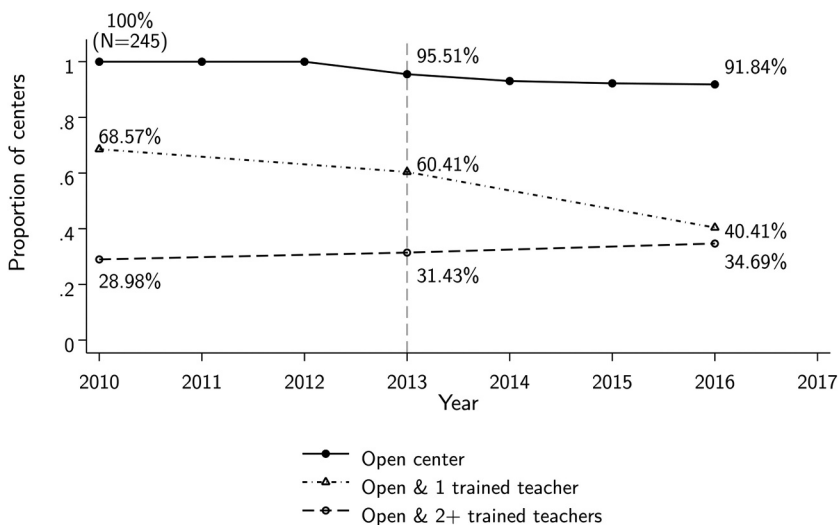 100%
(N=245)
95.51%
91.84%
68.57%
60.41%
40.41%
28.98%
31.43%
34.69%
Proportion of centers
1
.8
.6
.4
.2
0
2010 2011 2012 2013 2014 2015 2016 2017
Year
Open center
Open & 1 trained teacher
Open & 2+ trained teachers